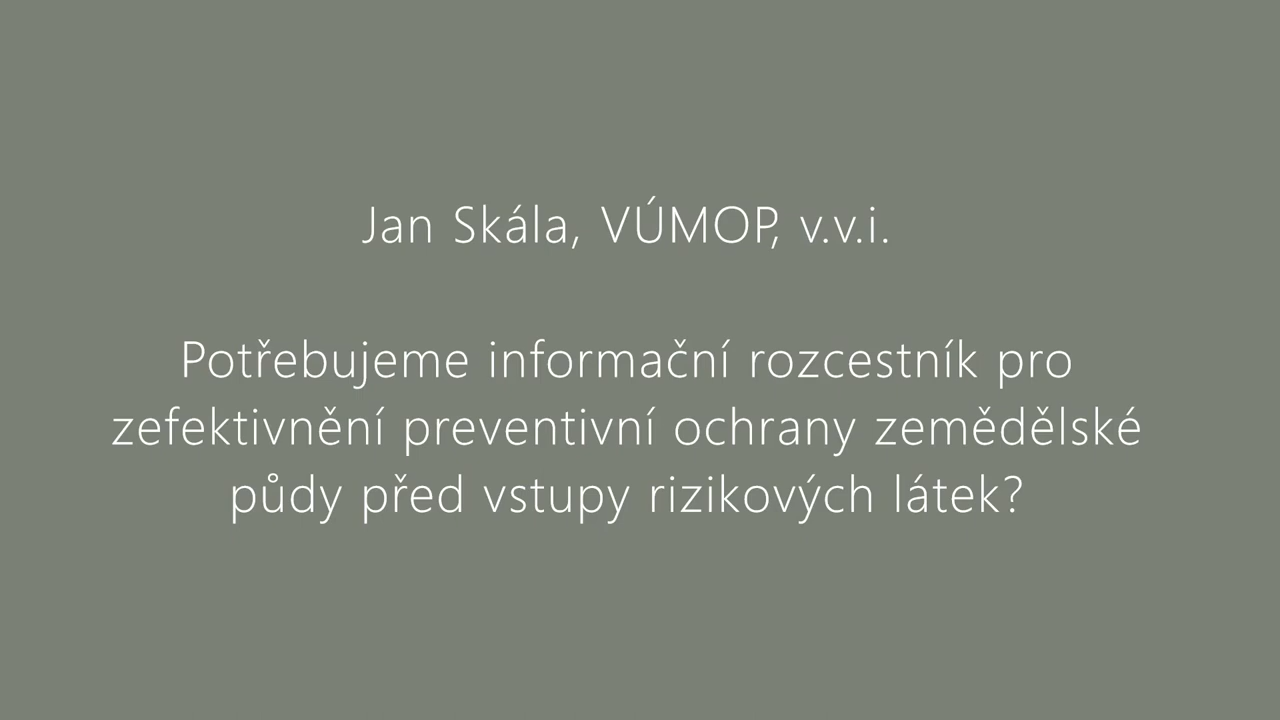 Jan Skála, VÚMOP, v.v.i.
Potřebujeme informační rozcestník pro
zefektivnění preventivní ochrany zemědělské
půdy před vstupy rizikových látek?